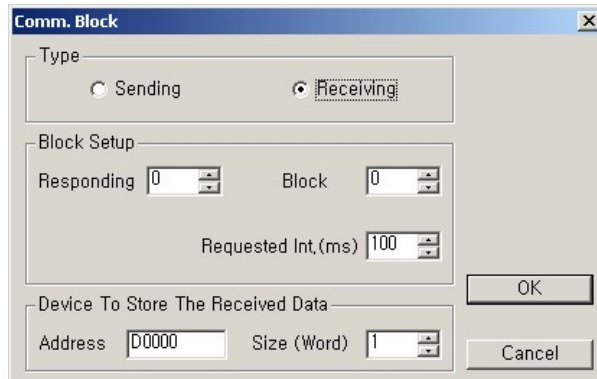 Comm. Block
Type
Sending Receiving
Block Setup
Responding 0 Block 0
Requested Int.(ms) 100
OK
Device To Store The Received Data
Address D0000 Size (Word) 1
Cancel